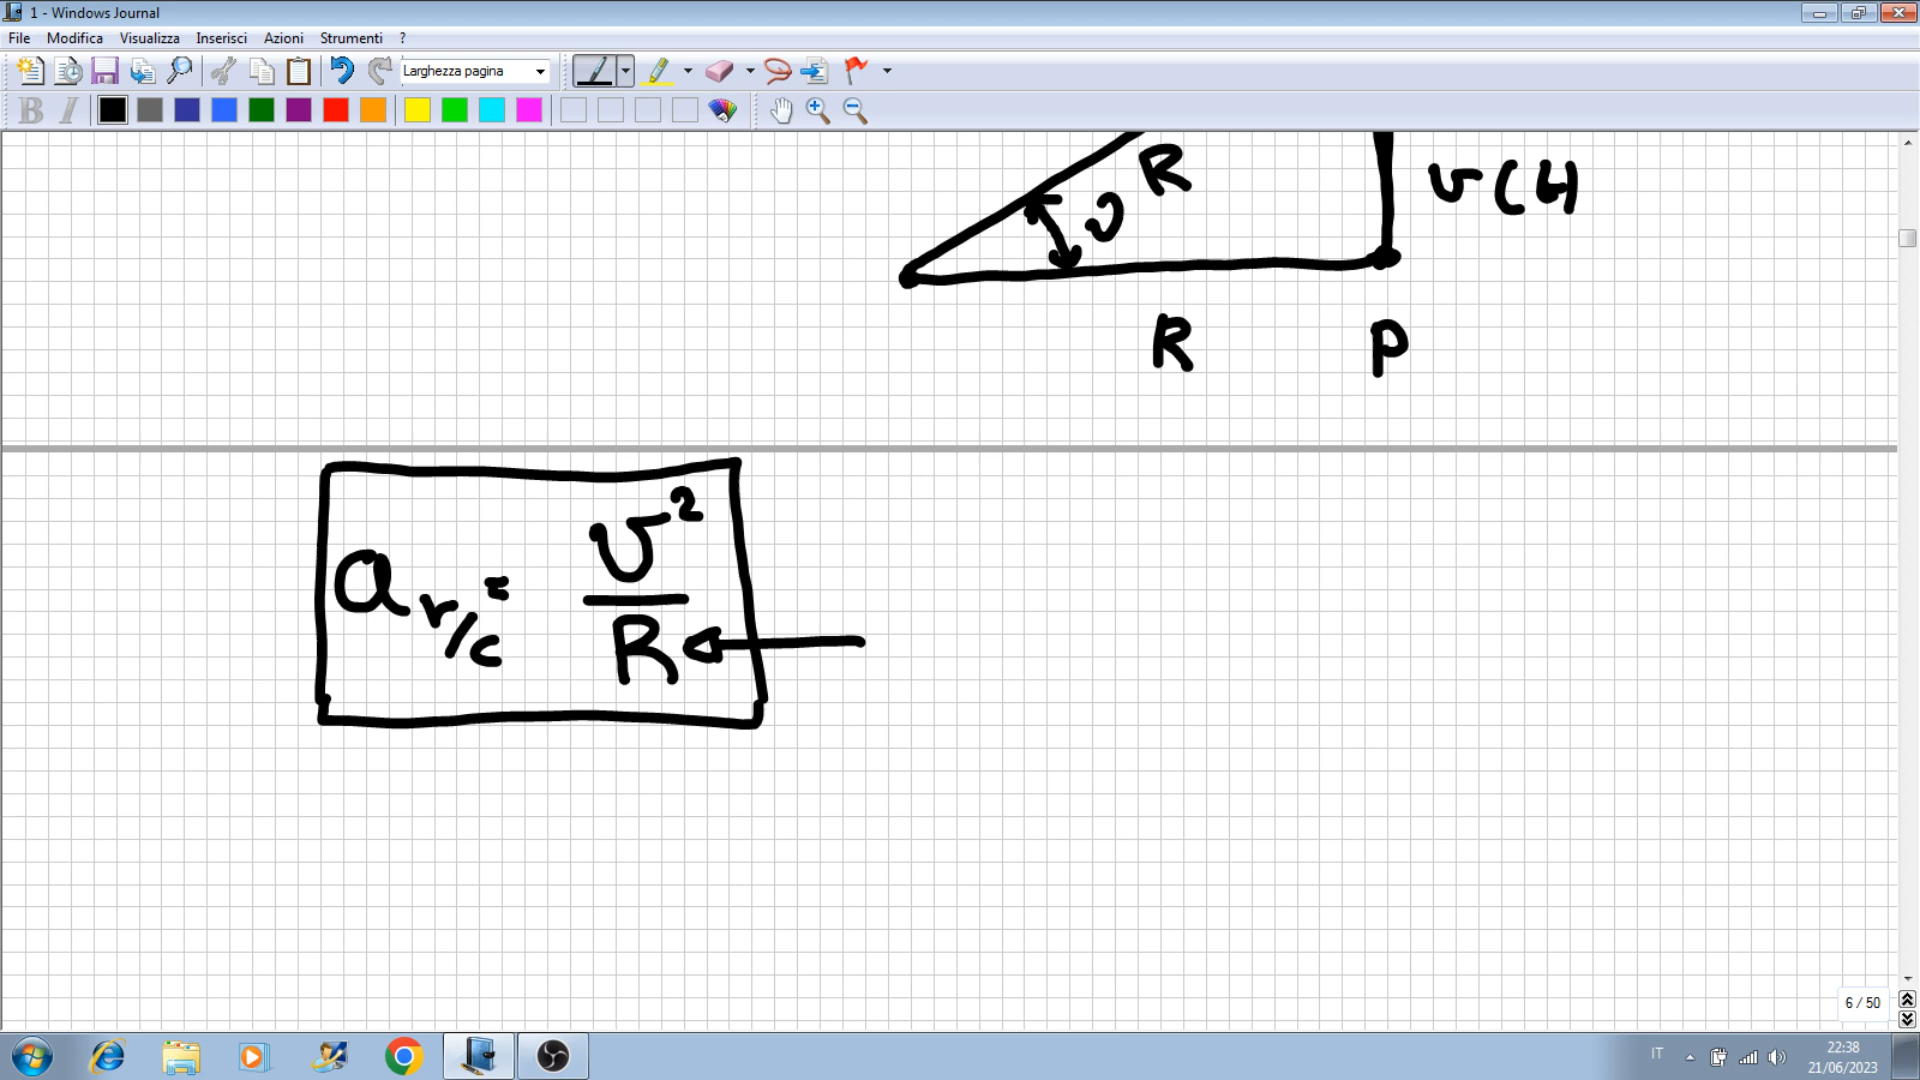 1 - Windows Journal
File Modifica Visualizza Inserisci Azioni Strumenti ?
Larghezza pagina
B I
R
ϑ
v(t)
R P
a r/c = v² / R
6 / 50
IT
22:38
21/06/2023